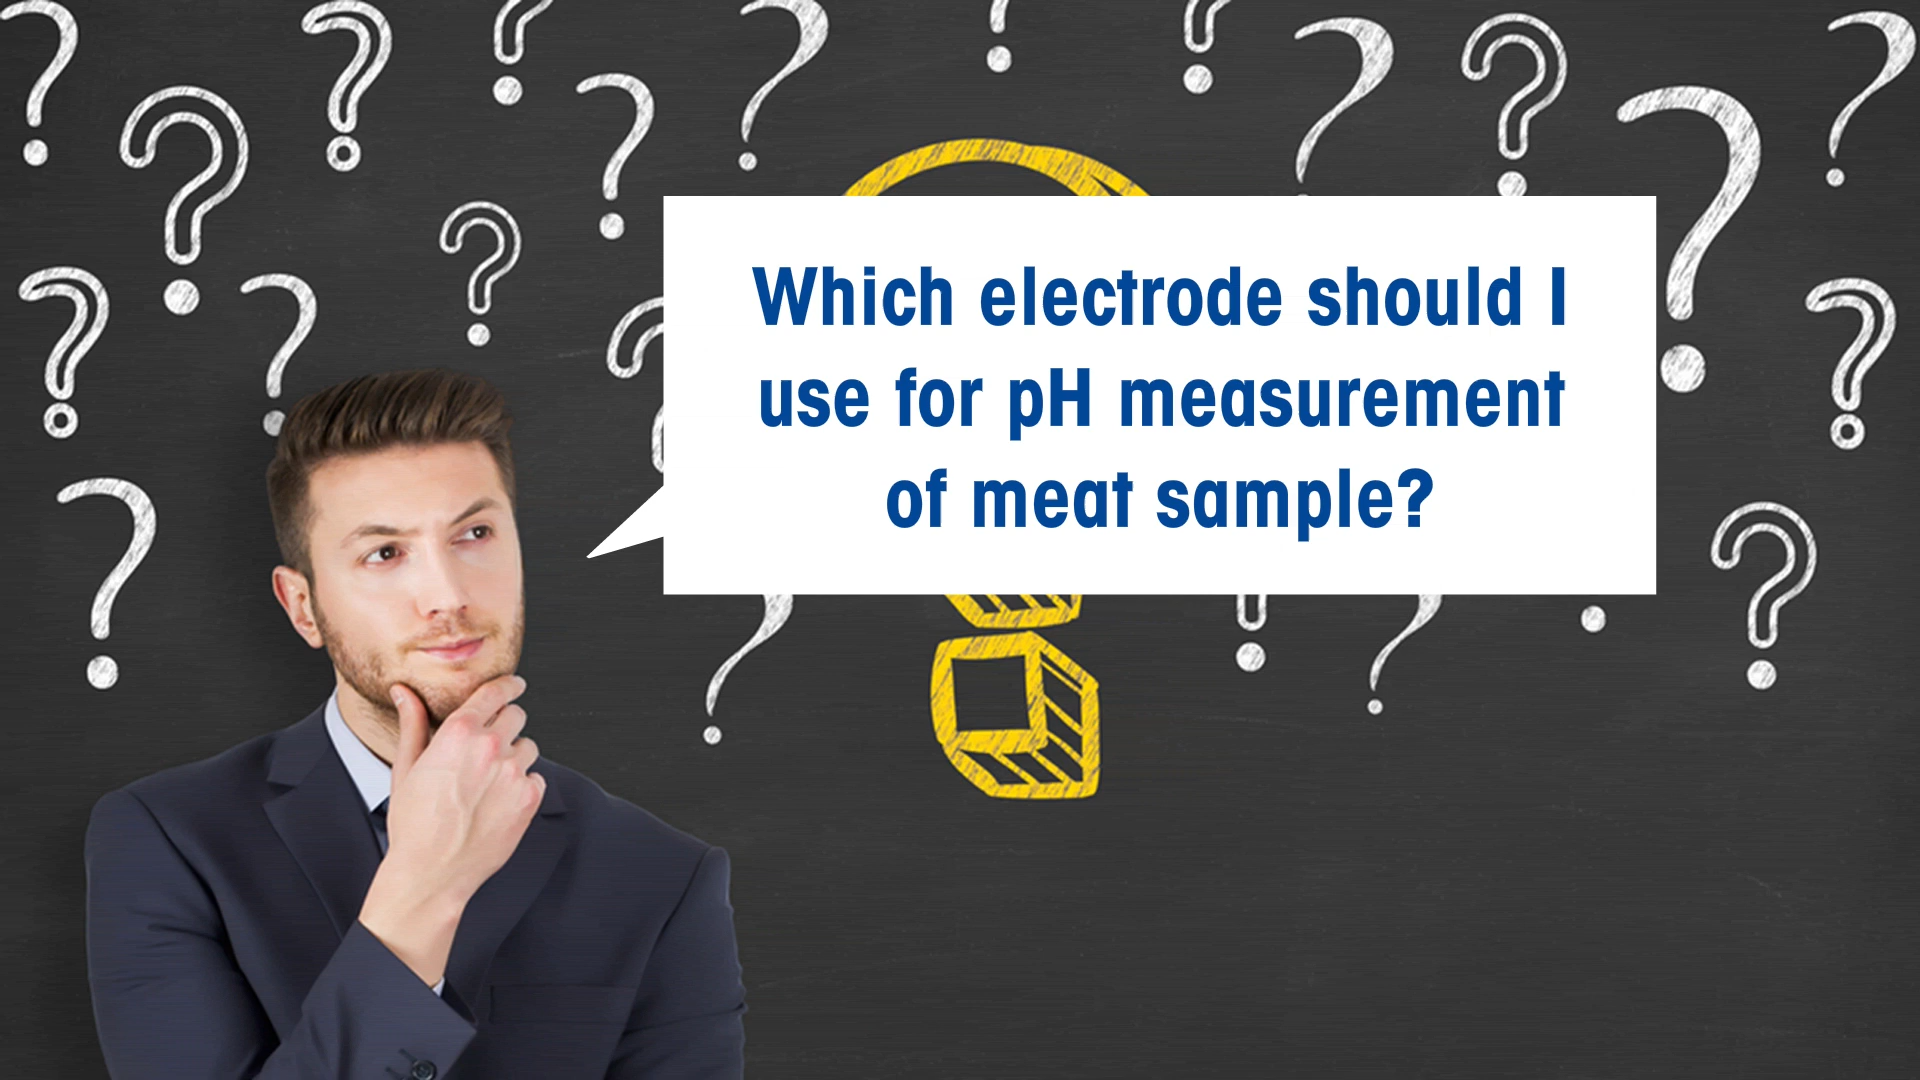 Which electrode should I
use for pH measurement
of meat sample?